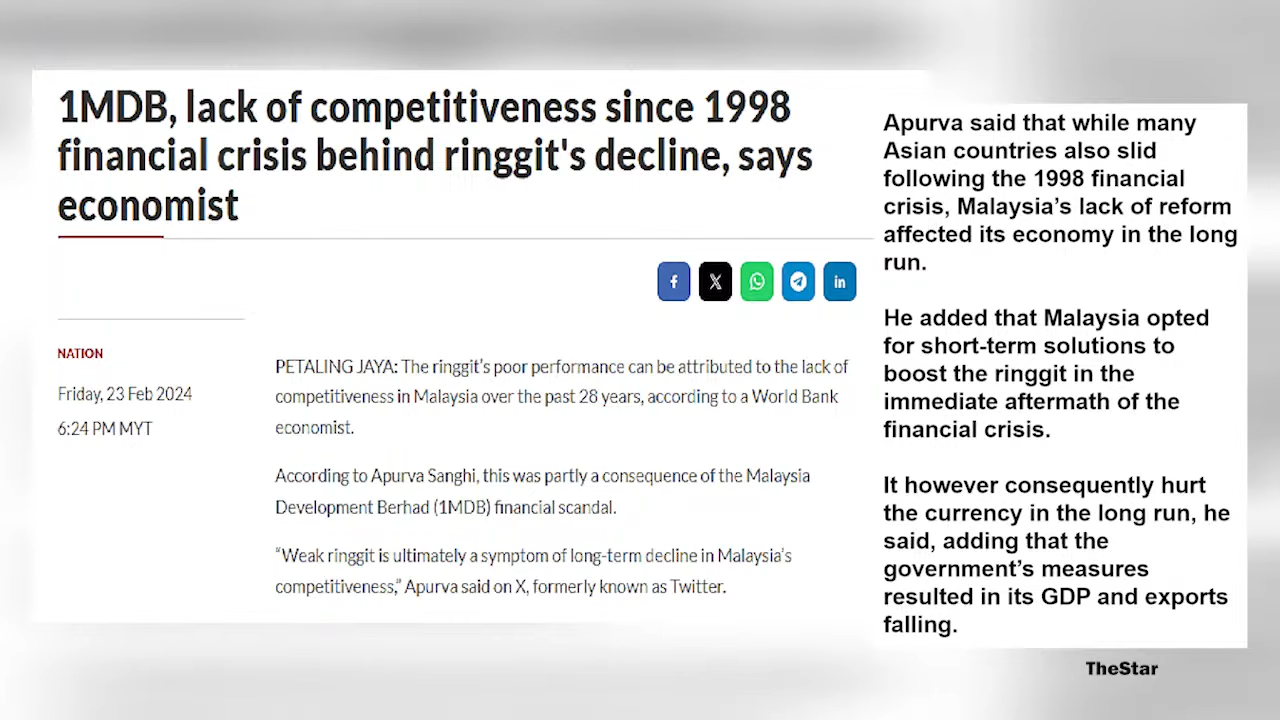 1MDB, lack of competitiveness since 1998
financial crisis behind ringgit's decline, says
economist
NATION
Friday, 23 Feb 2024
6:24 PM MYT
PETALING JAYA: The ringgit's poor performance can be attributed to the lack of
competitiveness in Malaysia over the past 28 years, according to a World Bank
economist.
According to Apurva Sanghi, this was partly a consequence of the Malaysia
Development Berhad (1MDB) financial scandal.
“Weak ringgit is ultimately a symptom of long-term decline in Malaysia's
competitiveness,” Apurva said on X, formerly known as Twitter.
Apurva said that while many
Asian countries also slid
following the 1998 financial
crisis, Malaysia’s lack of reform
affected its economy in the long
run.
He added that Malaysia opted
for short-term solutions to
boost the ringgit in the
immediate aftermath of the
financial crisis.
It however consequently hurt
the currency in the long run, he
said, adding that the
government’s measures
resulted in its GDP and exports
falling.
TheStar